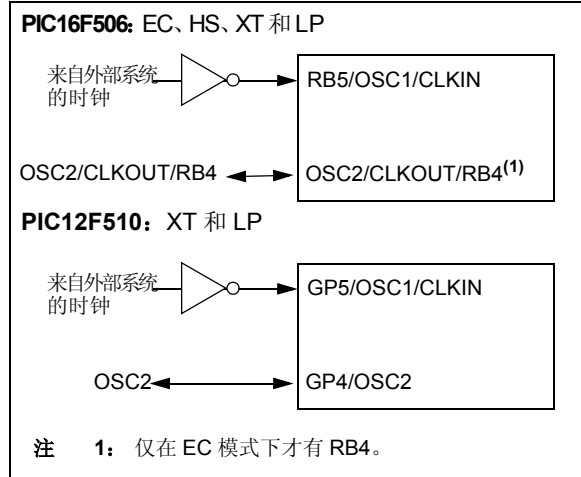 PIC16F506: EC、HS、XT 和 LP
来自外部系统
的时钟
RB5/OSC1/CLKIN
OSC2/CLKOUT/RB4
OSC2/CLKOUT/RB4(1)
PIC12F510：XT 和 LP
来自外部系统
的时钟
GP5/OSC1/CLKIN
OSC2
GP4/OSC2
注 1： 仅在 EC 模式下才有 RB4。